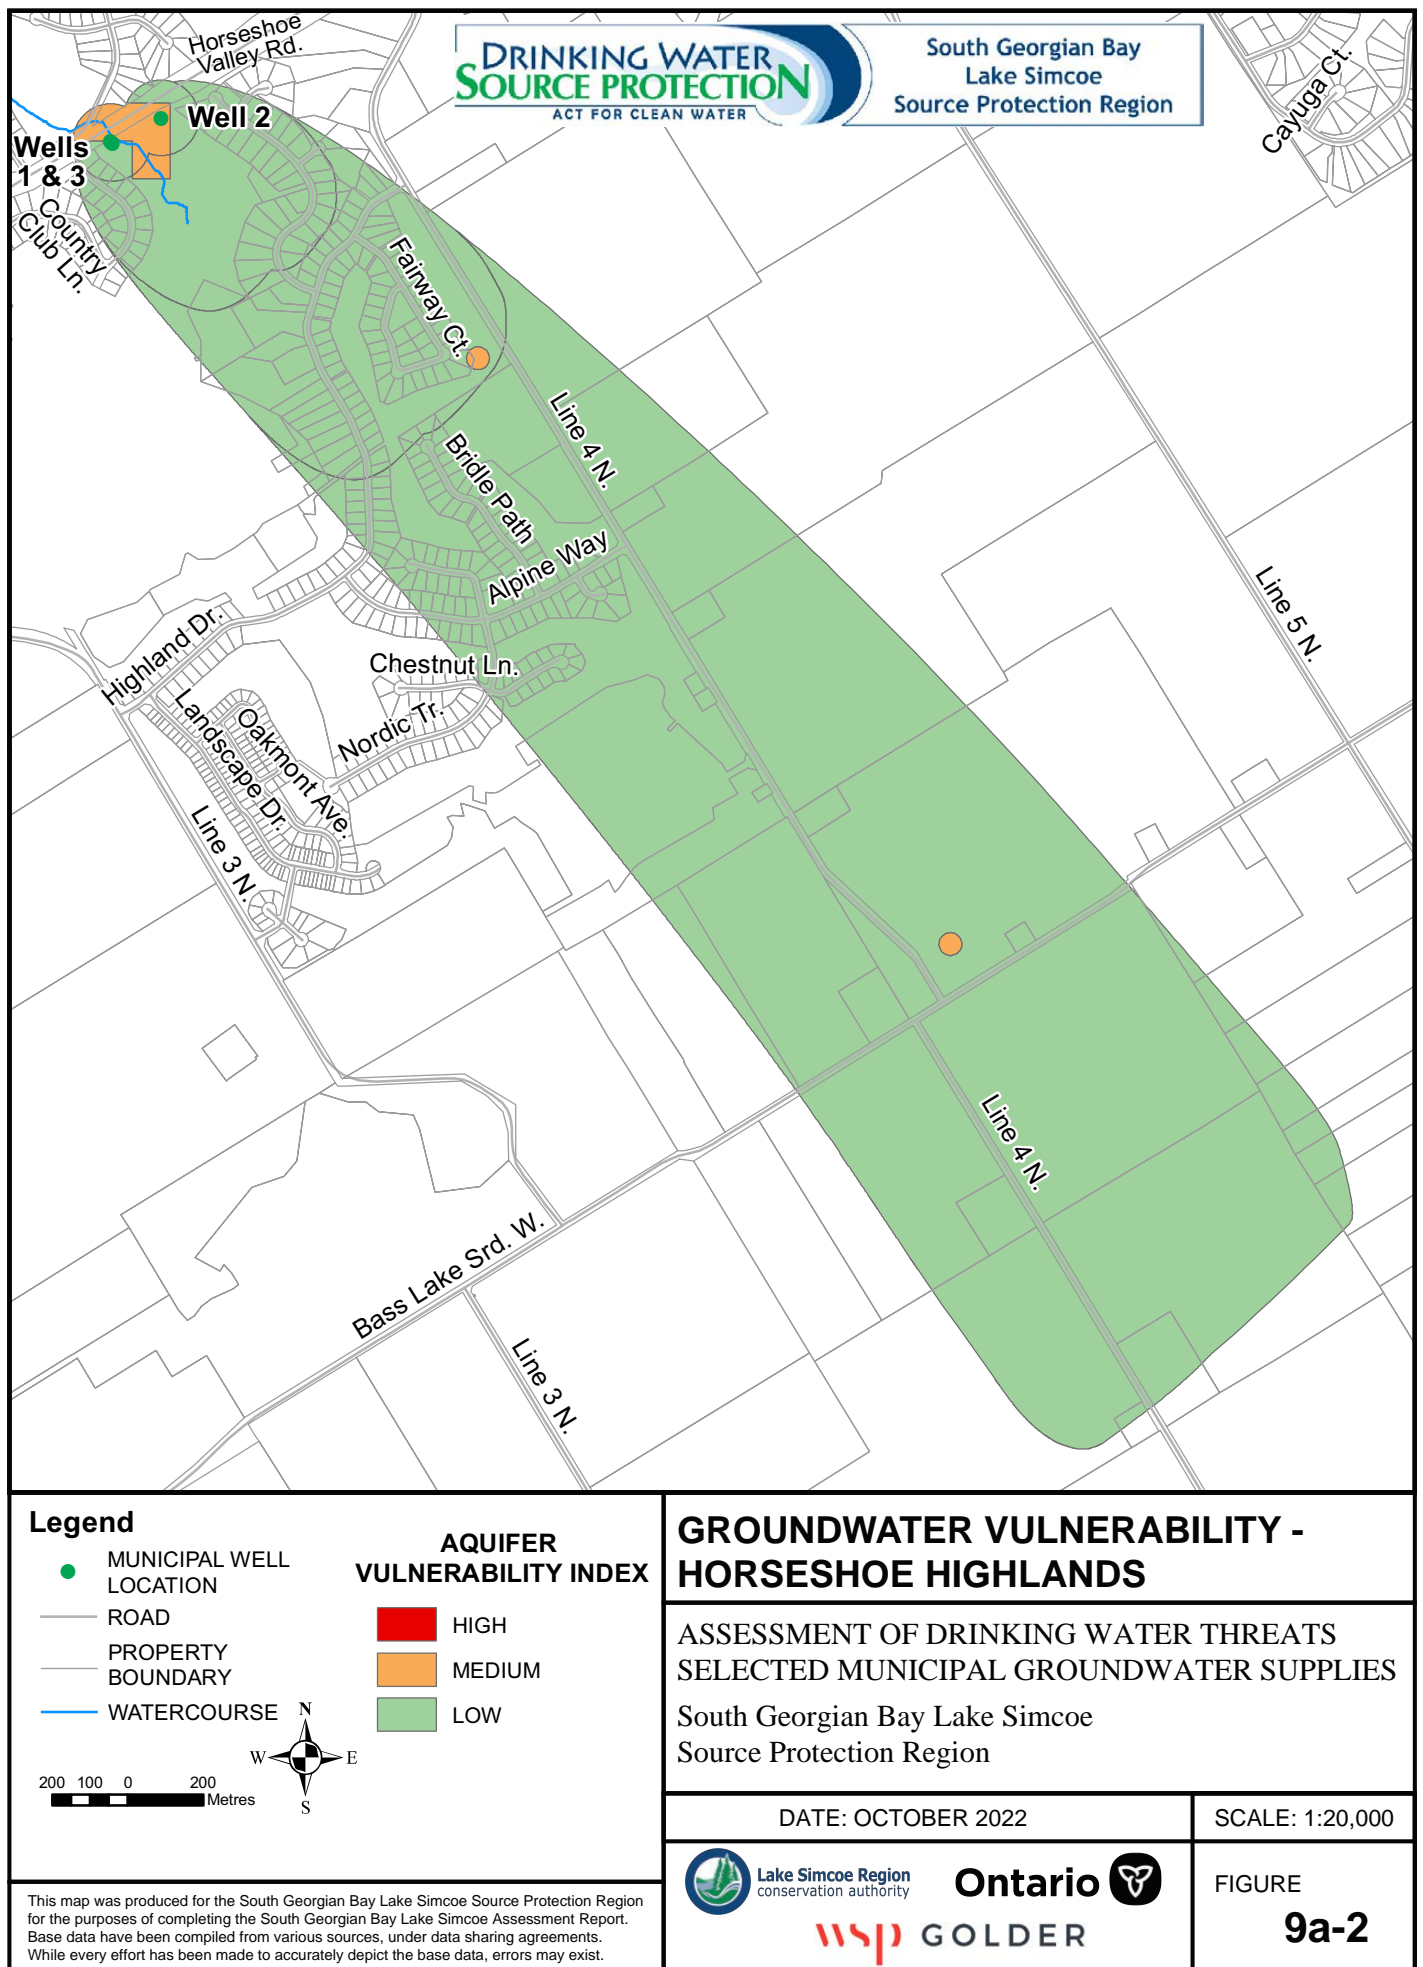 DRINKING WATER
SOURCE PROTECTION
ACT FOR CLEAN WATER
South Georgian Bay
Lake Simcoe
Source Protection Region
Horseshoe
Valley Rd.
Cayuga Ct.
Well 2
Wells
1 & 3
Country
Club Ln.
Fairway Ct.
Line 4 N.
Bridle Path
Alpine Way
Line 5 N.
Highland Dr.
Chestnut Ln.
Landscape Dr.
Oakmont Ave.
Nordic Tr.
Line 3 N.
Line 4 N.
Bass Lake Srd. W.
Line 3 N.
Legend
MUNICIPAL WELL
LOCATION
ROAD
PROPERTY
BOUNDARY
WATERCOURSE
AQUIFER
VULNERABILITY INDEX
HIGH
MEDIUM
LOW
N
W E
S
200 100 0 200
Metres
This map was produced for the South Georgian Bay Lake Simcoe Source Protection Region
for the purposes of completing the South Georgian Bay Lake Simcoe Assessment Report.
Base data have been compiled from various sources, under data sharing agreements.
While every effort has been made to accurately depict the base data, errors may exist.
GROUNDWATER VULNERABILITY -
HORSESHOE HIGHLANDS
ASSESSMENT OF DRINKING WATER THREATS
SELECTED MUNICIPAL GROUNDWATER SUPPLIES
South Georgian Bay Lake Simcoe
Source Protection Region
DATE: OCTOBER 2022
SCALE: 1:20,000
Lake Simcoe Region
conservation authority
Ontario
wsp GOLDER
FIGURE
9a-2